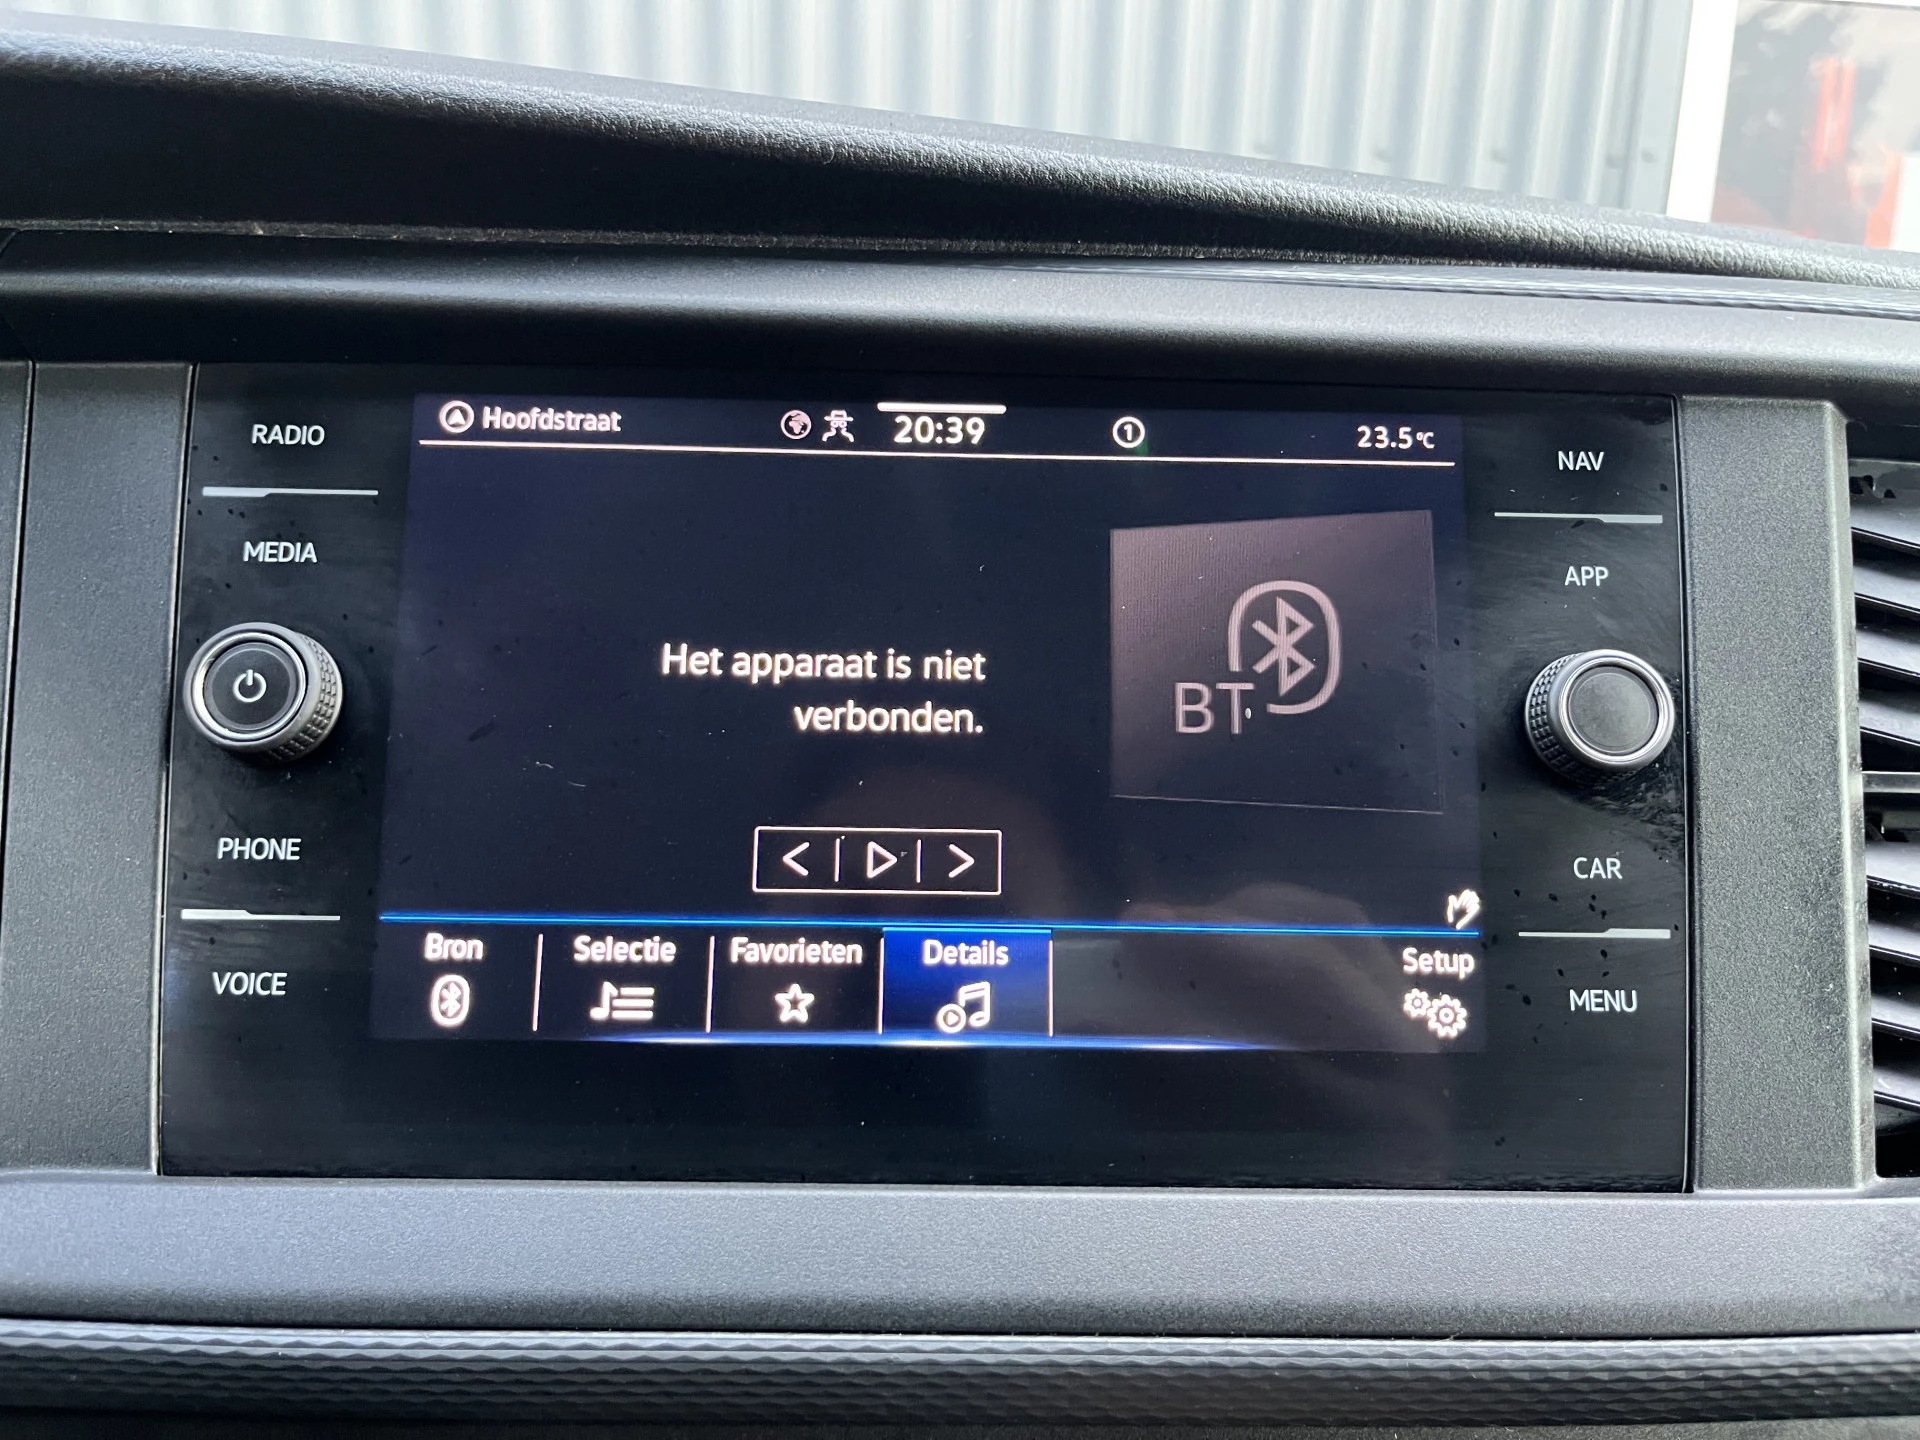 RADIO
MEDIA
PHONE
VOICE
Hoofdstraat
20:39
1
23.5°C
Het apparaat is niet
verbonden.
BT
Bron
Selectie
Favorieten
Details
Setup
NAV
APP
CAR
MENU